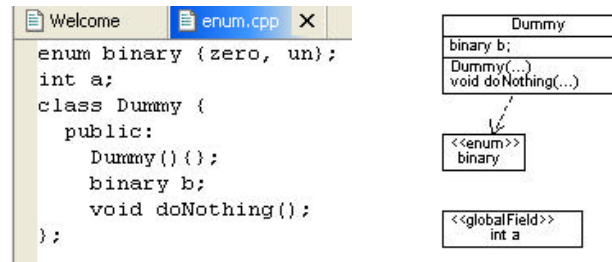 Welcome
enum.cpp X
enum binary {zero, un};
int a;
class Dummy {
public:
Dummy(){};
binary b;
void doNothing();
};
Dummy
binary b;
Dummy(...)
void doNothing(...)
<<enum>>
binary
<<globalField>>
int a